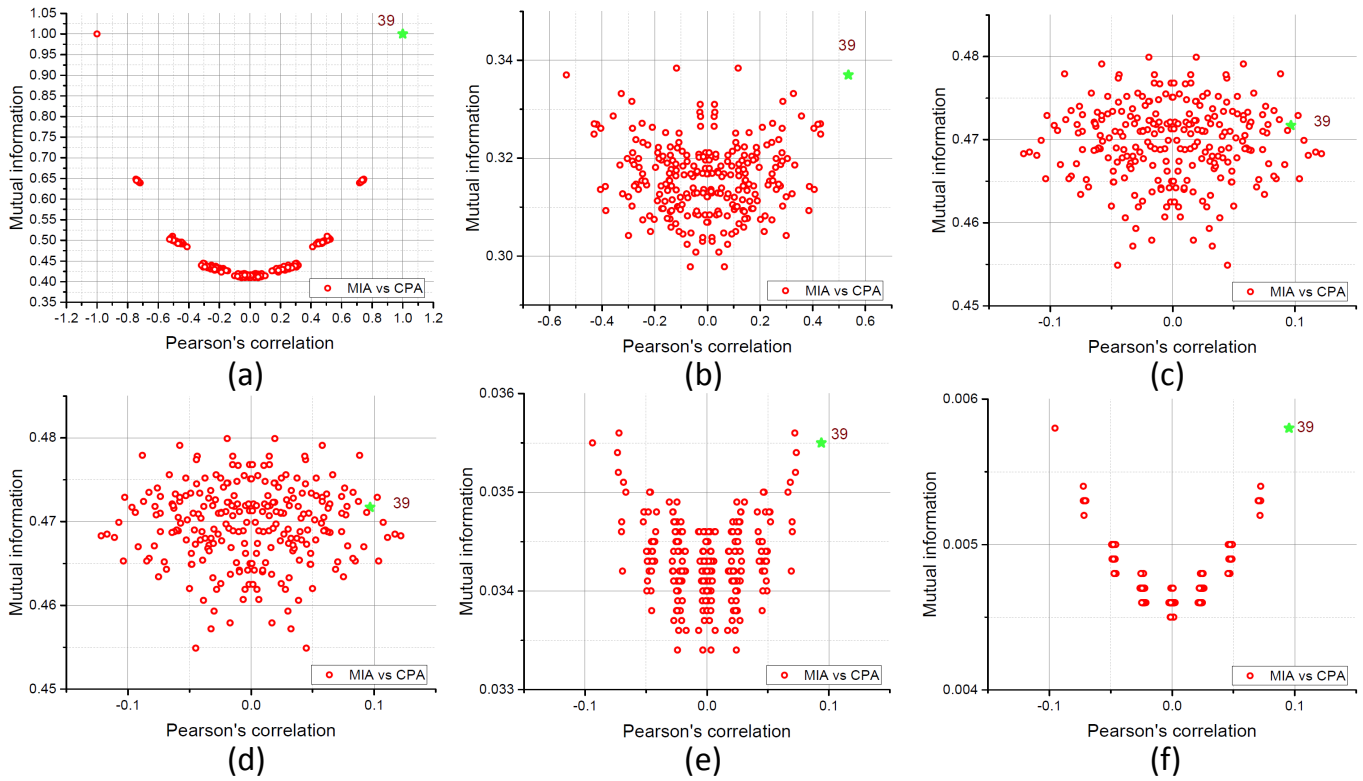 1.05
1.00
0.95
0.90
0.85
0.80
0.75
0.70
0.65
0.60
0.55
0.50
0.45
0.40
0.35
Mutual information
39
MIA vs CPA
-1.2 -1.0 -0.8 -0.6 -0.4 -0.2 0.0 0.2 0.4 0.6 0.8 1.0 1.2
Pearson's correlation
(a)
0.34
0.32
0.30
Mutual information
39
MIA vs CPA
-0.6 -0.4 -0.2 0.0 0.2 0.4 0.6
Pearson's correlation
(b)
0.48
0.47
0.46
0.45
Mutual information
39
MIA vs CPA
-0.1 0.0 0.1
Pearson's correlation
(c)
0.48
0.47
0.46
0.45
Mutual information
39
MIA vs CPA
-0.1 0.0 0.1
Pearson's correlation
(d)
0.036
0.035
0.034
0.033
Mutual information
39
MIA vs CPA
-0.1 0.0 0.1
Pearson's correlation
(e)
0.006
0.005
0.004
Mutual information
39
MIA vs CPA
-0.1 0.0 0.1
Pearson's correlation
(f)